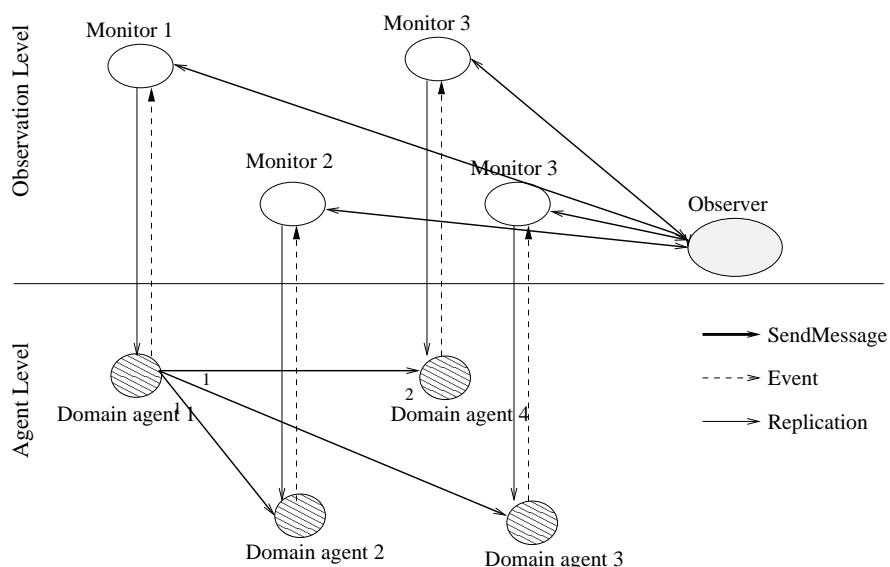 Observation Level
Monitor 1
Monitor 3
Monitor 2
Monitor 3
Observer
Agent Level
SendMessage
Event
Replication
1
2
1
Domain agent 1
Domain agent 4
Domain agent 2
Domain agent 3